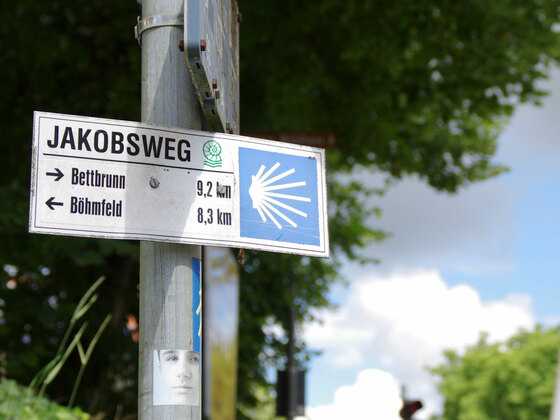 JAKOBSWEG
→ Bettbrunn 9,2 km
← Böhmfeld 8,3 km